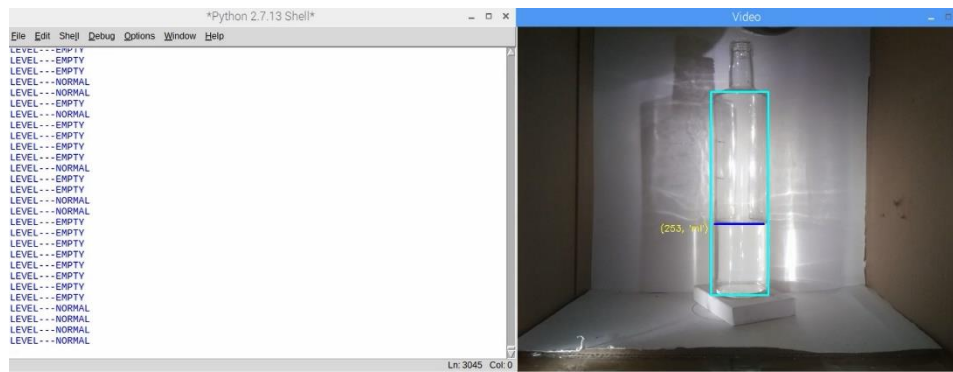 *Python 2.7.13 Shell*
File Edit Shell Debug Options Window Help
LEVEL---EMPTY
LEVEL---EMPTY
LEVEL---EMPTY
LEVEL---NORMAL
LEVEL---NORMAL
LEVEL---EMPTY
LEVEL---NORMAL
LEVEL---EMPTY
LEVEL---EMPTY
LEVEL---EMPTY
LEVEL---EMPTY
LEVEL---NORMAL
LEVEL---EMPTY
LEVEL---EMPTY
LEVEL---NORMAL
LEVEL---NORMAL
LEVEL---EMPTY
LEVEL---EMPTY
LEVEL---EMPTY
LEVEL---EMPTY
LEVEL---EMPTY
LEVEL---EMPTY
LEVEL---EMPTY
LEVEL---EMPTY
LEVEL---NORMAL
LEVEL---NORMAL
LEVEL---NORMAL
LEVEL---NORMAL
Ln: 3045 Col: 0
Video
(253, 'ml')